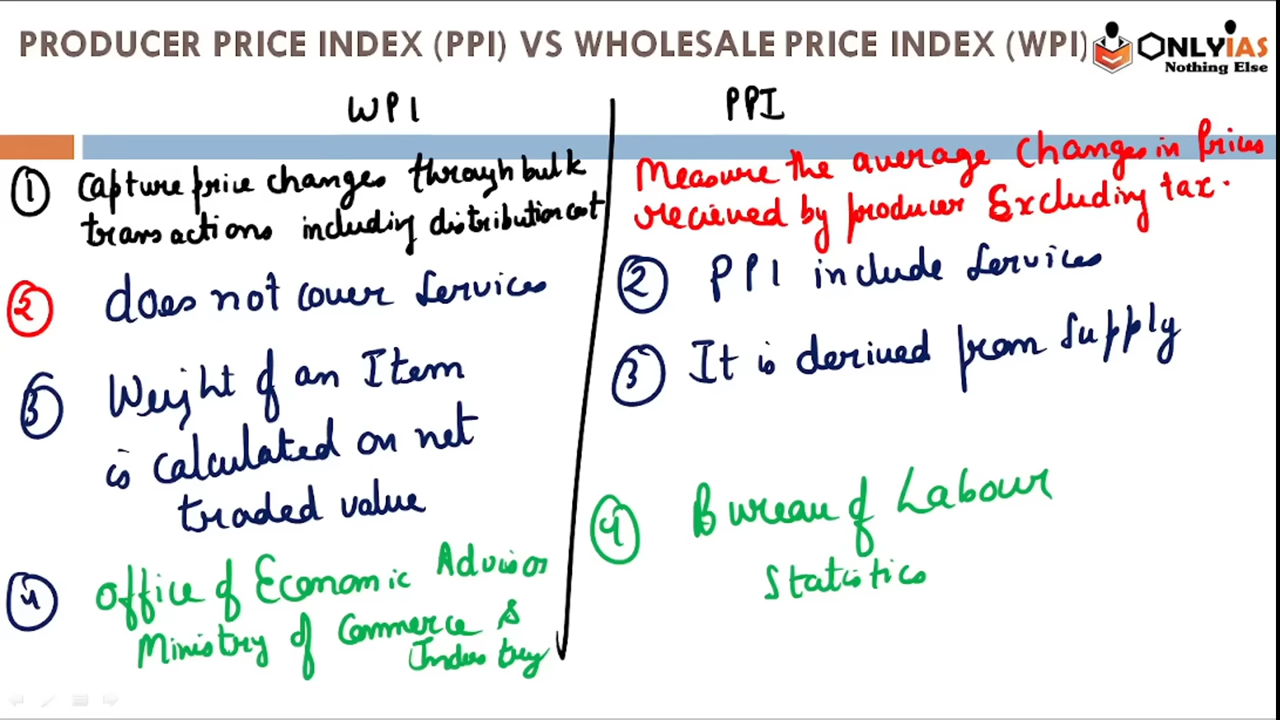 PRODUCER PRICE INDEX (PPI) VS WHOLESALE PRICE INDEX (WPI)
ONLYIAS
Nothing Else
WPI
PPI
① Capture price changes through bulk
transactions including distribution cost
Measure the average changes in Prices
recieved by producer Excluding tax.
② does not cover services
② PPI include services
③ Weight of an Item
is calculated on net
traded value
③ It is derived from supply
④ office of Economic Advisor
Ministry of Commerce &
Industry
④ Bureau of Labour
Statistics